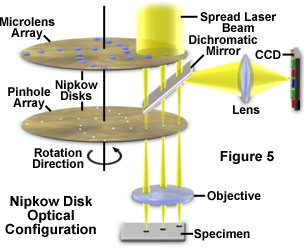 Microlens
Array
Spread Laser
Beam
Dichromatic
Mirror
CCD
Nipkow
Disks
Pinhole
Array
Lens
Rotation
Direction
Figure 5
Nipkow Disk
Optical
Configuration
Objective
Specimen